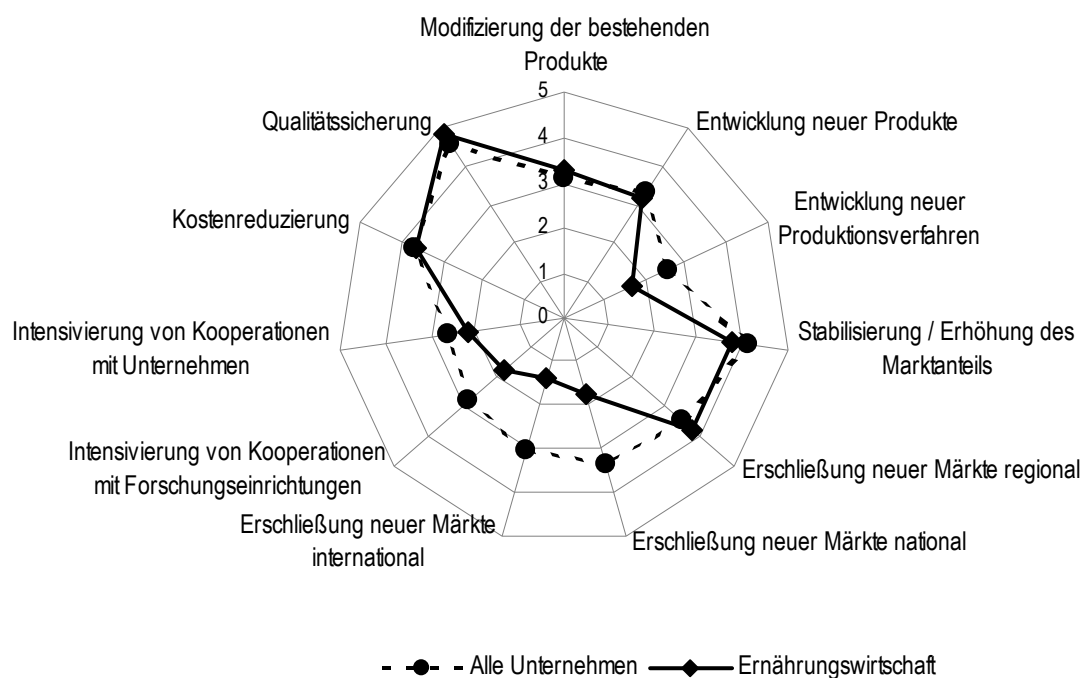 Modifizierung der bestehenden
Produkte
5
4
3
2
1
0
Qualitätssicherung
Entwicklung neuer Produkte
Kostenreduzierung
Entwicklung neuer
Produktionsverfahren
Intensivierung von Kooperationen
mit Unternehmen
Stabilisierung / Erhöhung des
Marktanteils
Intensivierung von Kooperationen
mit Forschungseinrichtungen
Erschließung neuer Märkte regional
Erschließung neuer Märkte
international
Erschließung neuer Märkte national
Alle Unternehmen
Ernährungswirtschaft